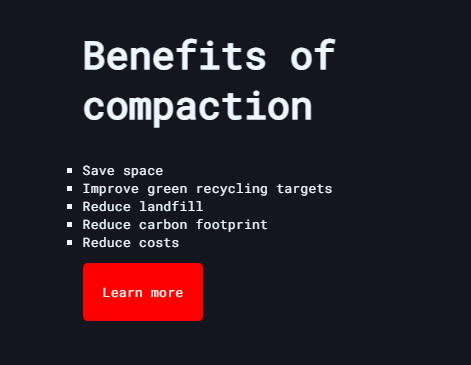 Benefits of
compaction
Save space
Improve green recycling targets
Reduce landfill
Reduce carbon footprint
Reduce costs
Learn more